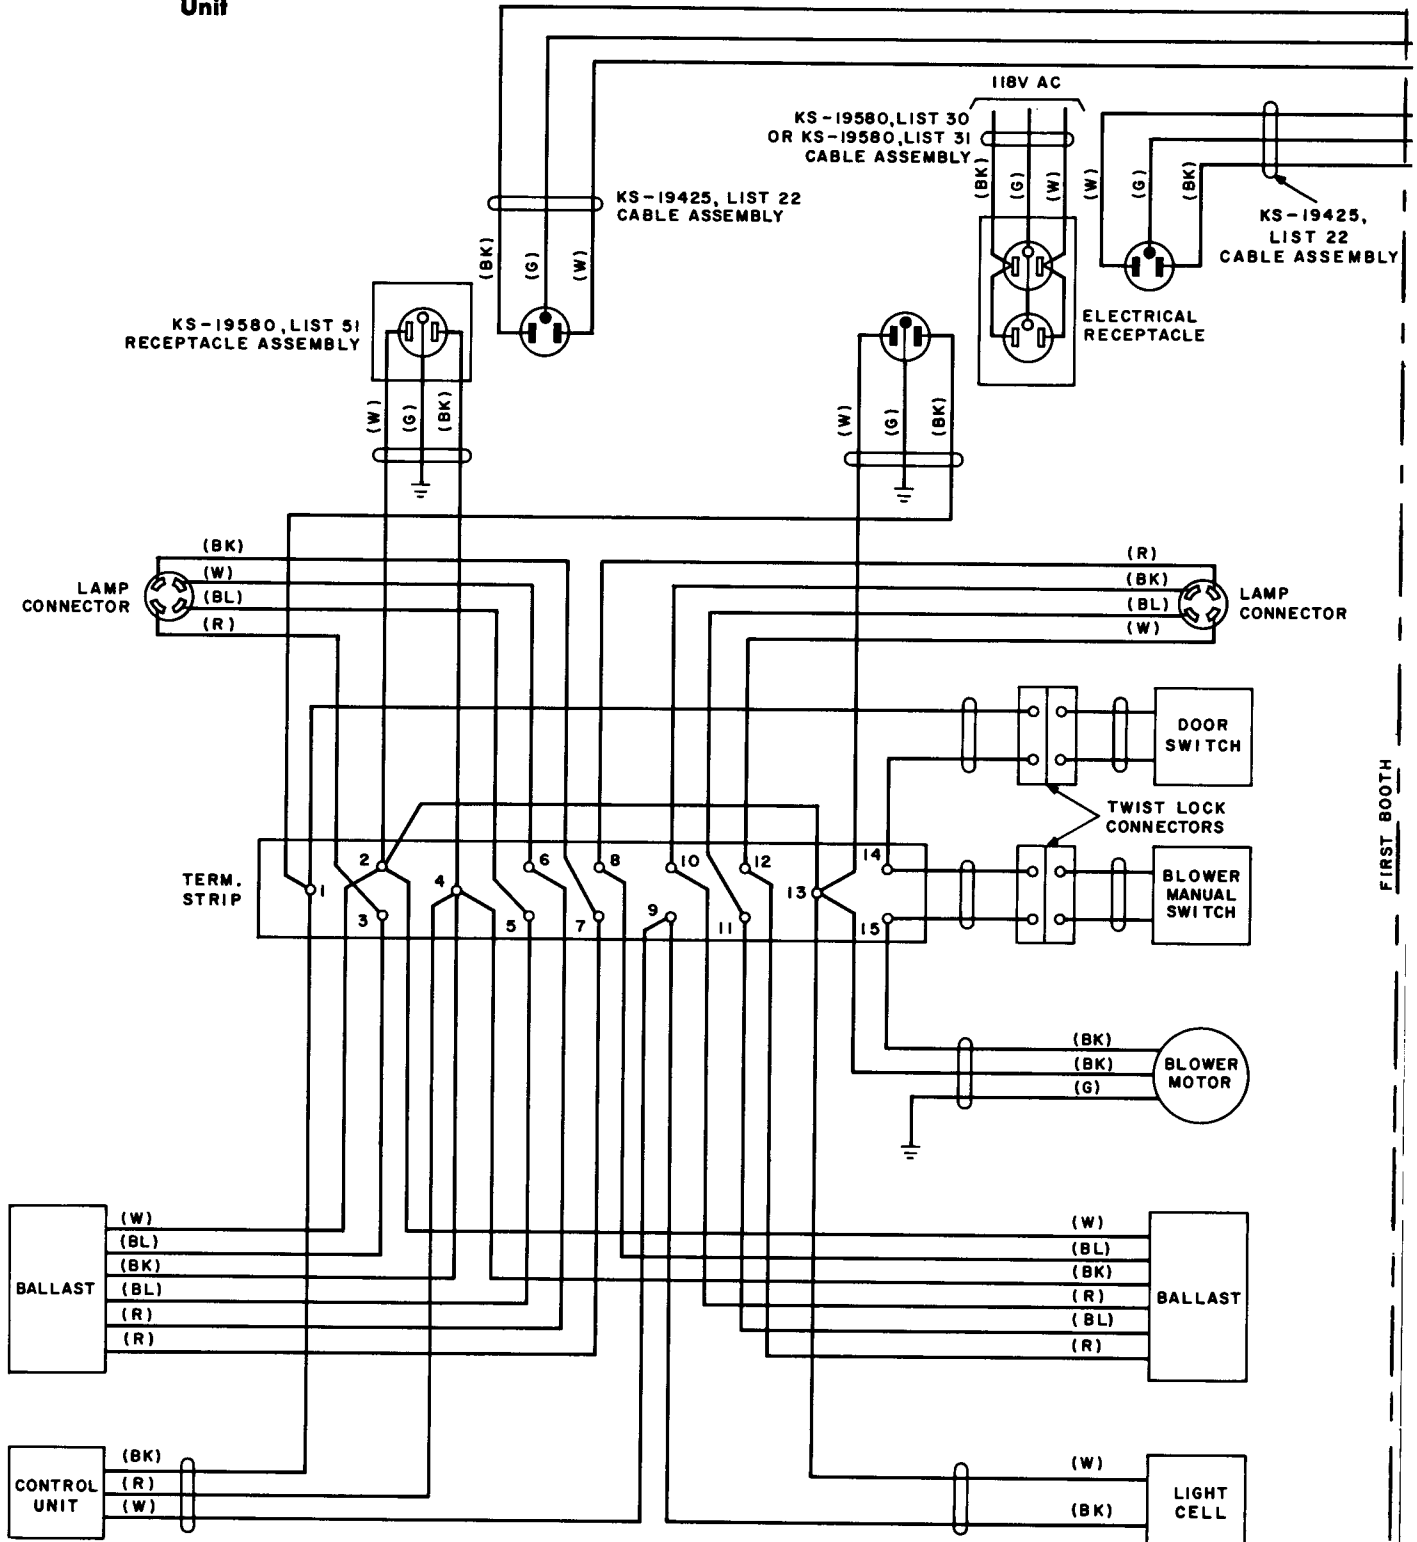 Unit
118V AC
KS-19580, LIST 30
OR KS-19580, LIST 31
CABLE ASSEMBLY
(BK)
(G)
(W)
(W)
(G)
(BK)
KS-19425, LIST 22
CABLE ASSEMBLY
(BK)
(G)
(W)
KS-19425,
LIST 22
CABLE ASSEMBLY
KS-19580, LIST 51
RECEPTACLE ASSEMBLY
ELECTRICAL
RECEPTACLE
(W)
(G)
(BK)
(W)
(G)
(BK)
LAMP
CONNECTOR
(BK)
(W)
(BL)
(R)
(R)
(BK)
(BL)
(W)
LAMP
CONNECTOR
DOOR
SWITCH
TWIST LOCK
CONNECTORS
FIRST BOOTH
TERM.
STRIP
1
2
3
4
5
6
7
8
9
10
11
12
13
14
15
BLOWER
MANUAL
SWITCH
(BK)
(BK)
(G)
BLOWER
MOTOR
BALLAST
(W)
(BL)
(BK)
(BL)
(R)
(R)
(W)
(BL)
(BK)
(R)
(BL)
(R)
BALLAST
CONTROL
UNIT
(BK)
(R)
(W)
(W)
(BK)
LIGHT
CELL